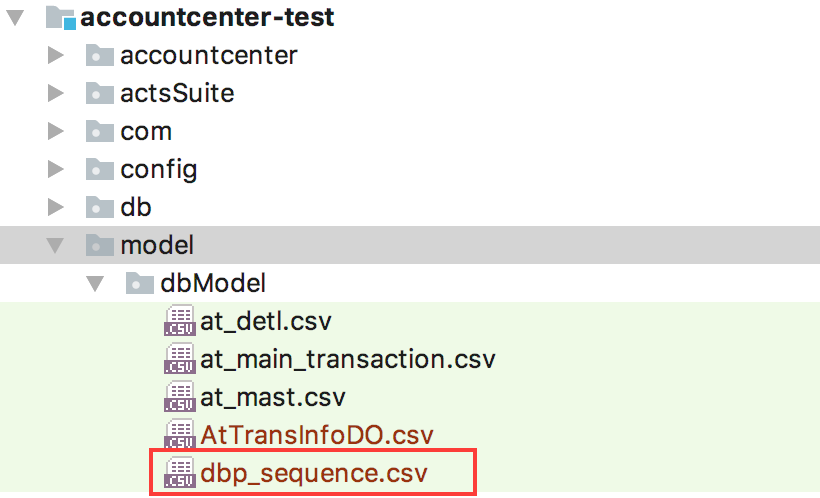 accountcenter-test
accountcenter
actsSuite
com
config
db
model
dbModel
.CSV at_detl.csv
.CSV at_main_transaction.csv
.CSV at_mast.csv
.CSV AtTransInfoDO.csv
.CSV dbp_sequence.csv